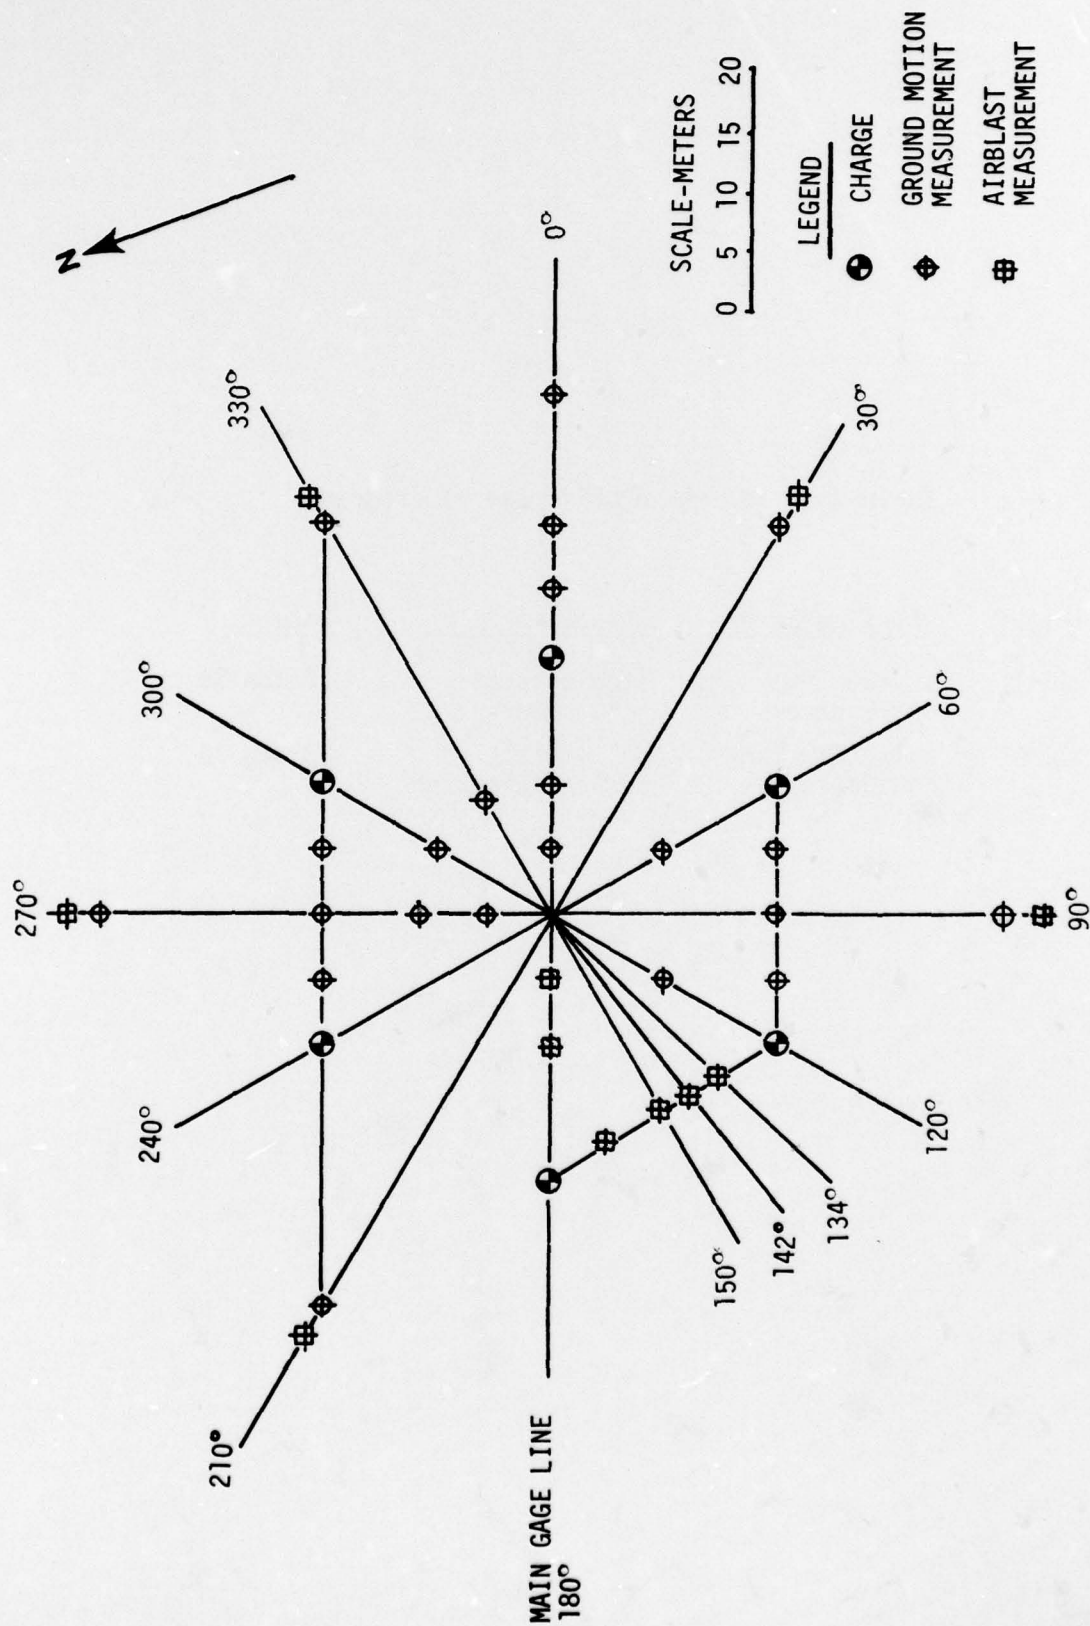 N
270°
300°
330°
240°
210°
0°
MAIN GAGE LINE
180°
150°
142°
134°
120°
90°
60°
30°
SCALE-METERS
0 5 10 15 20
LEGEND
CHARGE
GROUND MOTION
MEASUREMENT
AIRBLAST
MEASUREMENT